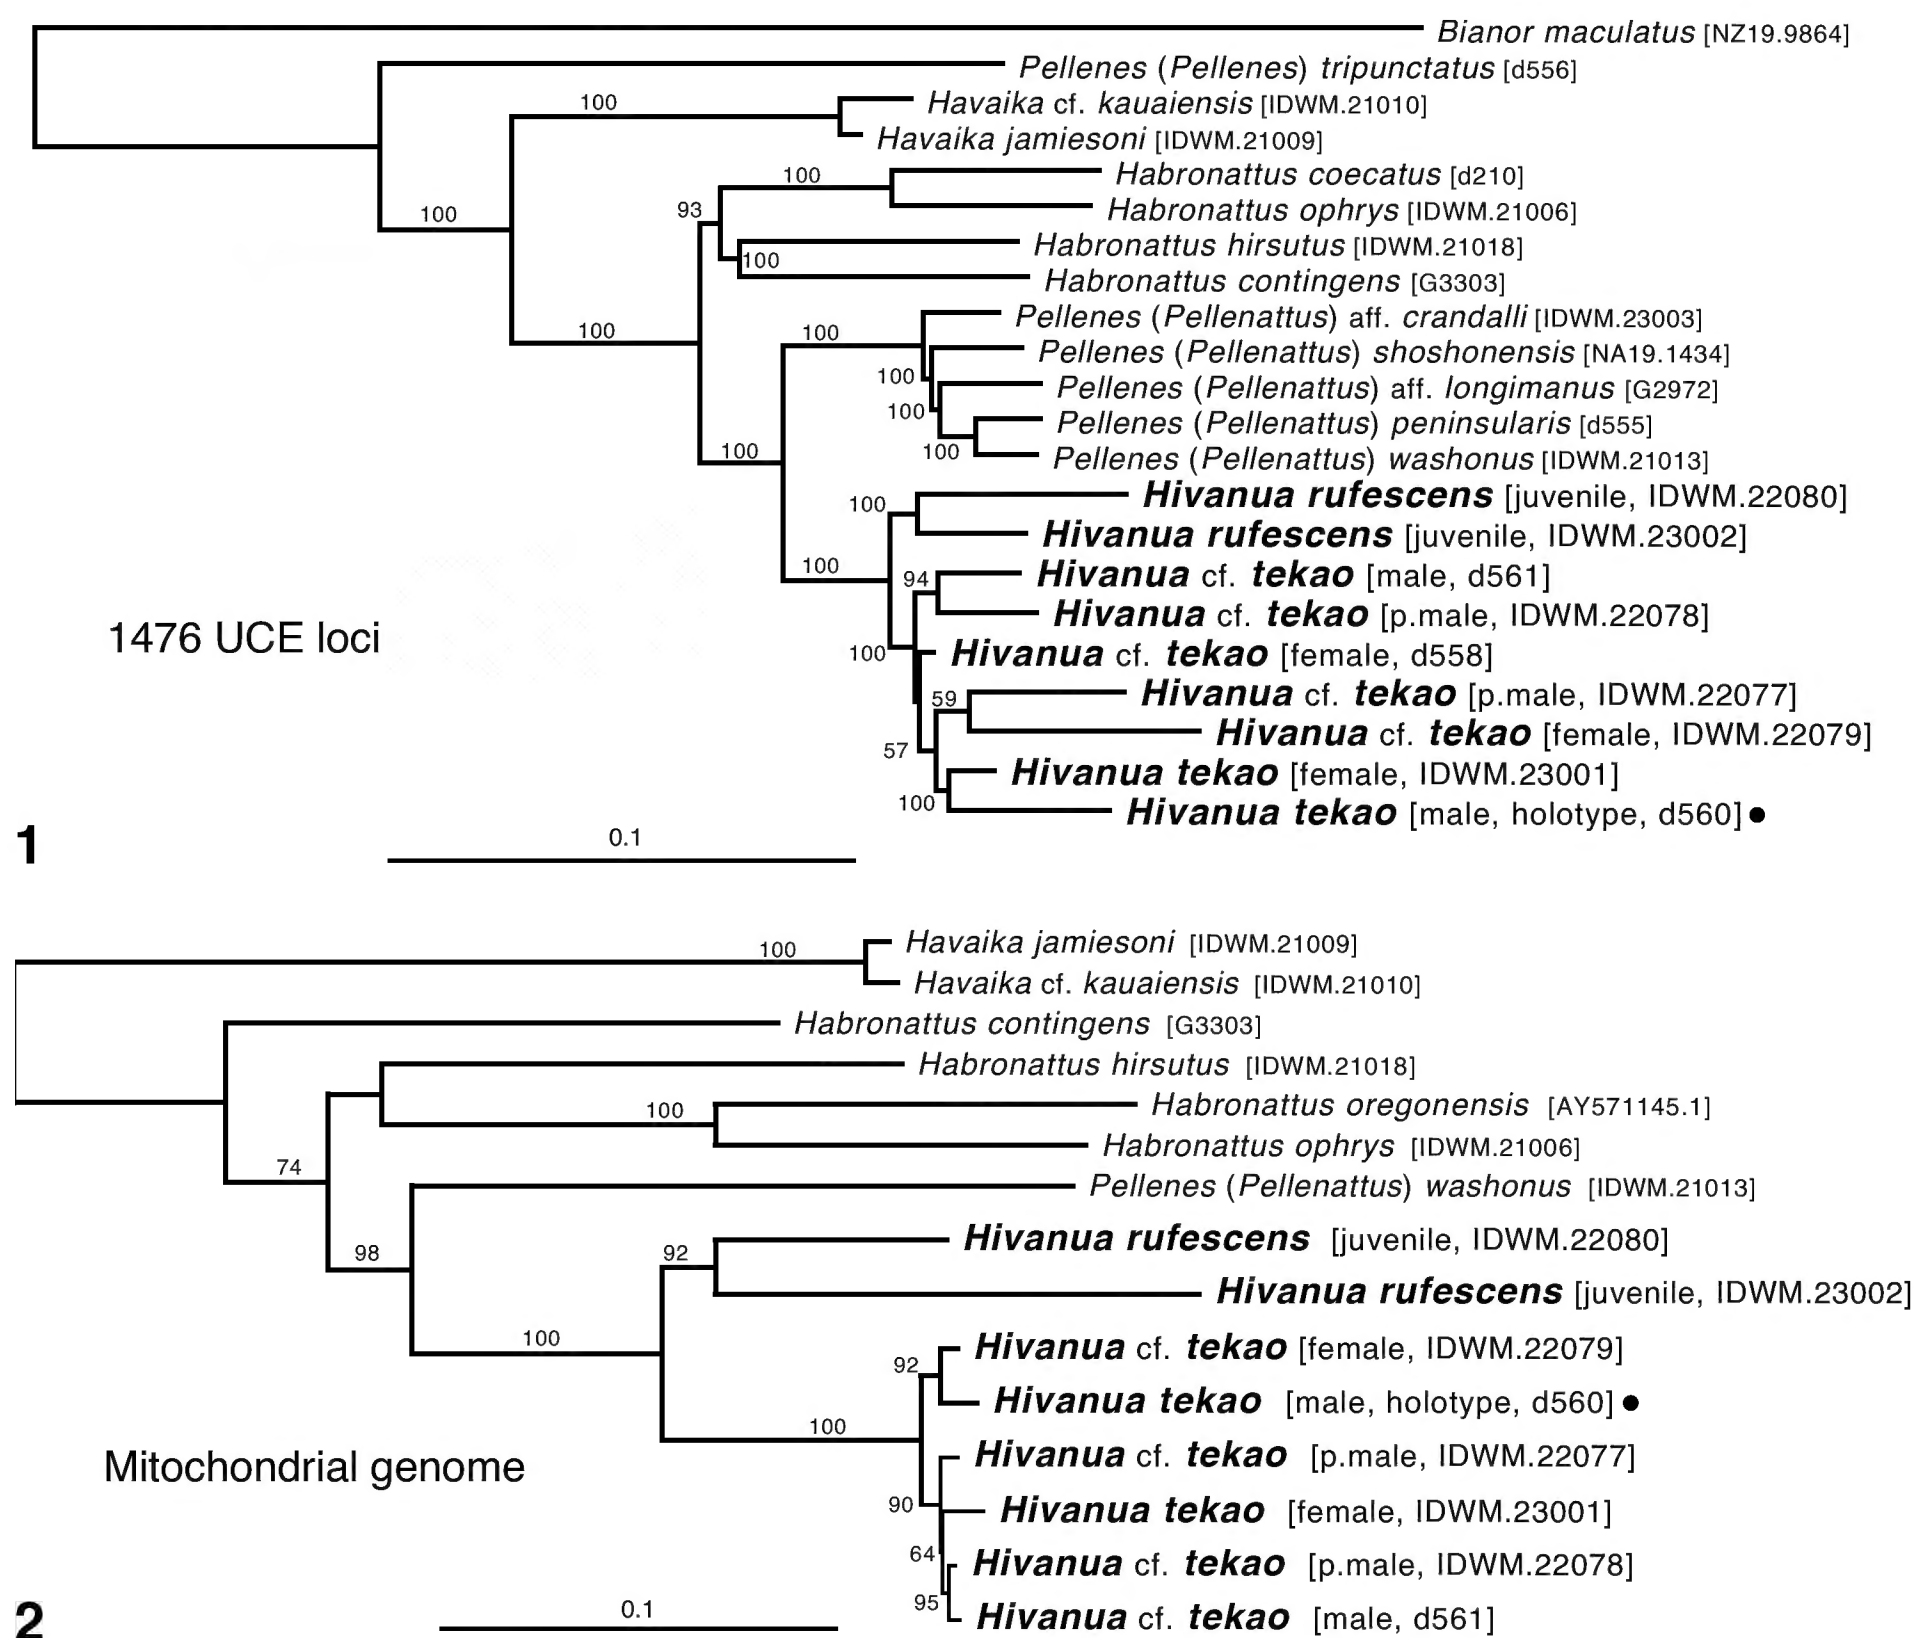 Bianor maculatus [NZ19.9864]
Pellenes (Pellenes) tripunctatus [d556]
100
Havaika cf. kauaiensis [IDWM.21010]
Havaika jamiesoni [IDWM.21009]
100
Habronattus coecatus [d210]
100
93
Habronattus ophrys [IDWM.21006]
Habronattus hirsutus [IDWM.21018]
100
Habronattus contingens [G3303]
Pellenes (Pellenattus) aff. crandalli [IDWM.23003]
100
100
Pellenes (Pellenattus) shoshonensis [NA19.1434]
100
Pellenes (Pellenattus) aff. longimanus [G2972]
100
Pellenes (Pellenattus) peninsularis [d555]
100
100
Pellenes (Pellenattus) washonus [IDWM.21013]
100
Hivanua rufescens [juvenile, IDWM.22080]
Hivanua rufescens [juvenile, IDWM.23002]
100
94
Hivanua cf. tekao [male, d561]
Hivanua cf. tekao [p.male, IDWM.22078]
1476 UCE loci
100
Hivanua cf. tekao [female, d558]
59
Hivanua cf. tekao [p.male, IDWM.22077]
Hivanua cf. tekao [female, IDWM.22079]
57
Hivanua tekao [female, IDWM.23001]
100
Hivanua tekao [male, holotype, d560]●
1
0.1
100
Havaika jamiesoni [IDWM.21009]
Havaika cf. kauaiensis [IDWM.21010]
Habronattus contingens [G3303]
Habronattus hirsutus [IDWM.21018]
100
Habronattus oregonensis [AY571145.1]
Habronattus ophrys [IDWM.21006]
74
Pellenes (Pellenattus) washonus [IDWM.21013]
98
92
Hivanua rufescens [juvenile, IDWM.22080]
Hivanua rufescens [juvenile, IDWM.23002]
100
92
Hivanua cf. tekao [female, IDWM.22079]
Hivanua tekao [male, holotype, d560]●
100
Hivanua cf. tekao [p.male, IDWM.22077]
Mitochondrial genome
90
Hivanua tekao [female, IDWM.23001]
64
Hivanua cf. tekao [p.male, IDWM.22078]
95
Hivanua cf. tekao [male, d561]
2
0.1